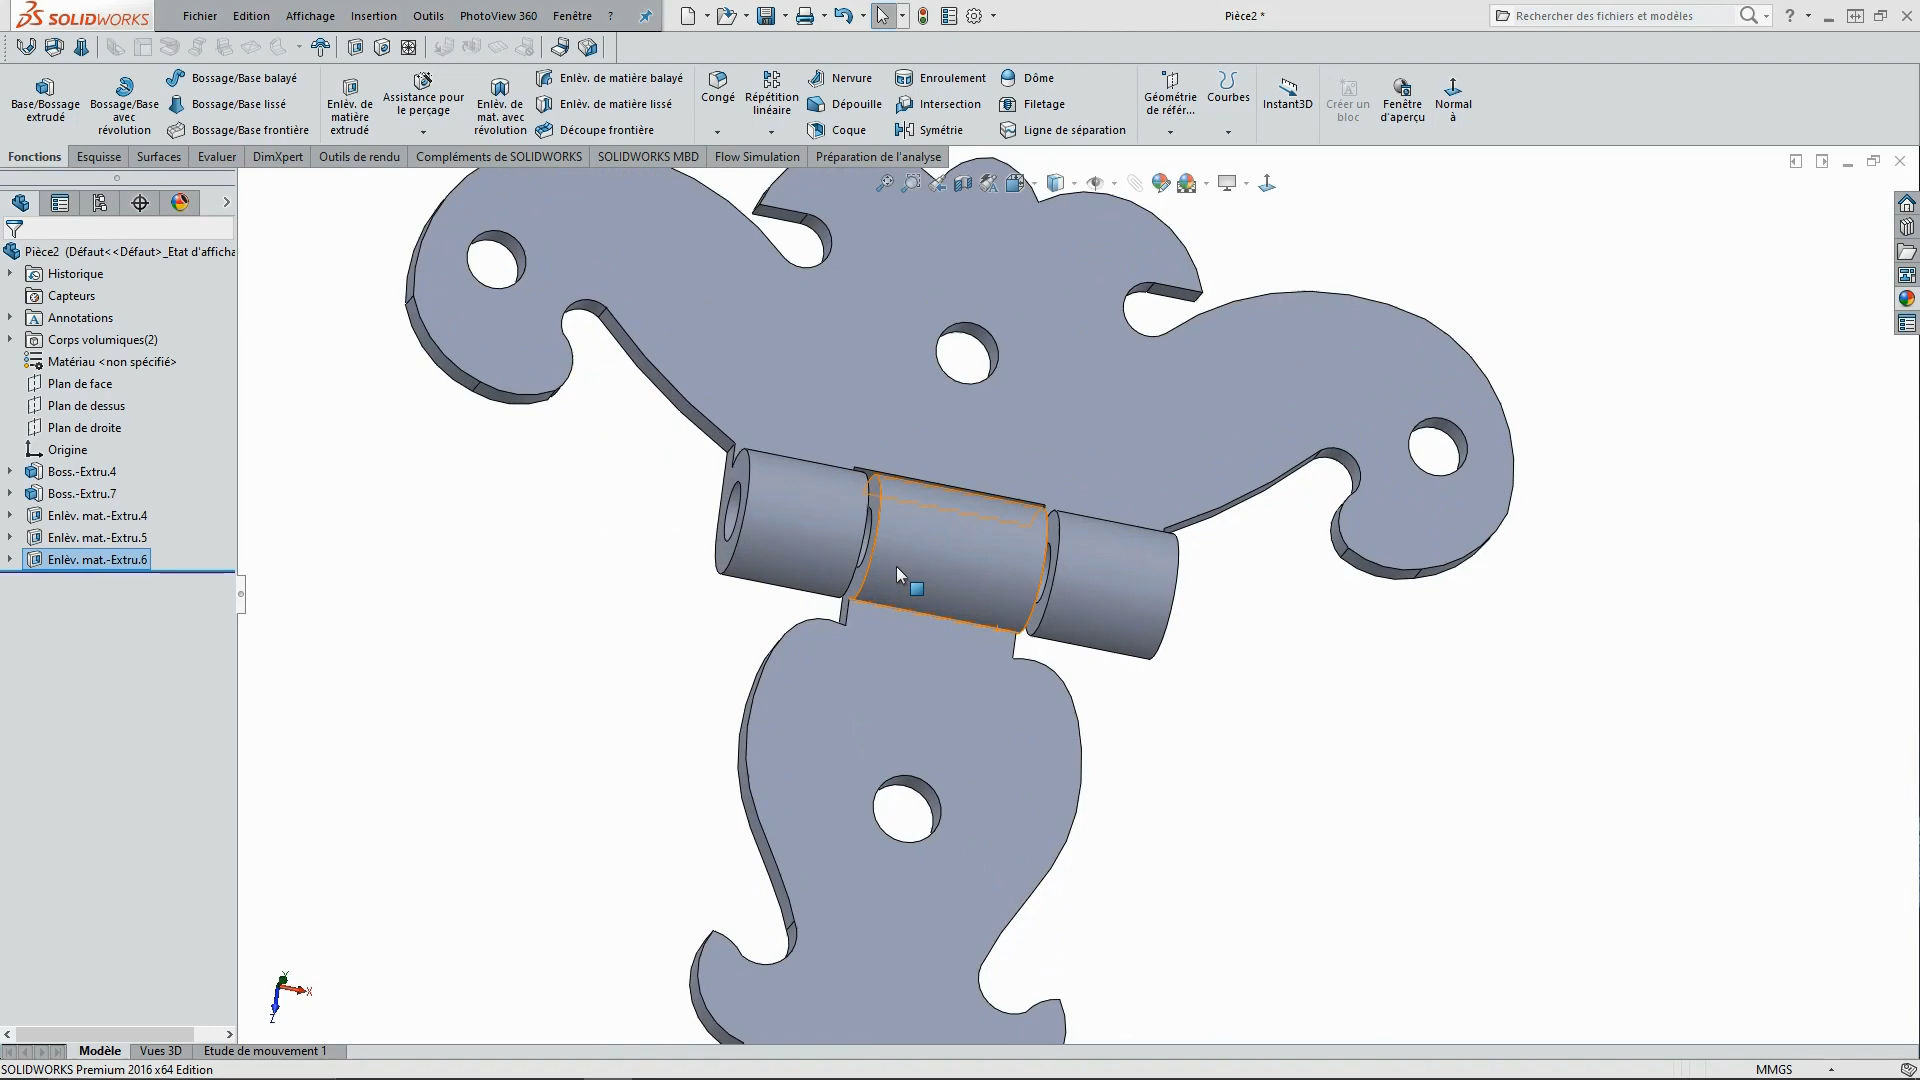 SOLIDWORKS
Fichier Edition Affichage Insertion Outils PhotoView 360 Fenêtre ?
Pièce2 *
Rechercher des fichiers et modèles
Base/Bossage extrudé
Bossage/Base avec révolution
Bossage/Base balayé
Bossage/Base lissé
Bossage/Base frontière
Enlèv. de matière extrudé
Assistance pour le perçage
Enlèv. de mat. avec révolution
Enlèv. de matière balayé
Enlèv. de matière lissé
Découpe frontière
Congé
Répétition linéaire
Nervure
Dépouille
Coque
Enroulement
Intersection
Symétrie
Dôme
Filetage
Ligne de séparation
Géométrie de référ...
Courbes
Instant3D
Créer un bloc
Fenêtre d'aperçu
Normal à
Fonctions Esquisse Surfaces Evaluer DimXpert Outils de rendu Compléments de SOLIDWORKS SOLIDWORKS MBD Flow Simulation Préparation de l'analyse
Pièce2 (Défaut<<Défaut>_Etat d'afficha
Historique
Capteurs
Annotations
Corps volumiques(2)
Matériau <non spécifié>
Plan de face
Plan de dessus
Plan de droite
Origine
Boss.-Extru.4
Boss.-Extru.7
Enlèv. mat.-Extru.4
Enlèv. mat.-Extru.5
Enlèv. mat.-Extru.6
Y
X
Z
Modèle Vues 3D Etude de mouvement 1
SOLIDWORKS Premium 2016 x64 Edition
MMGS